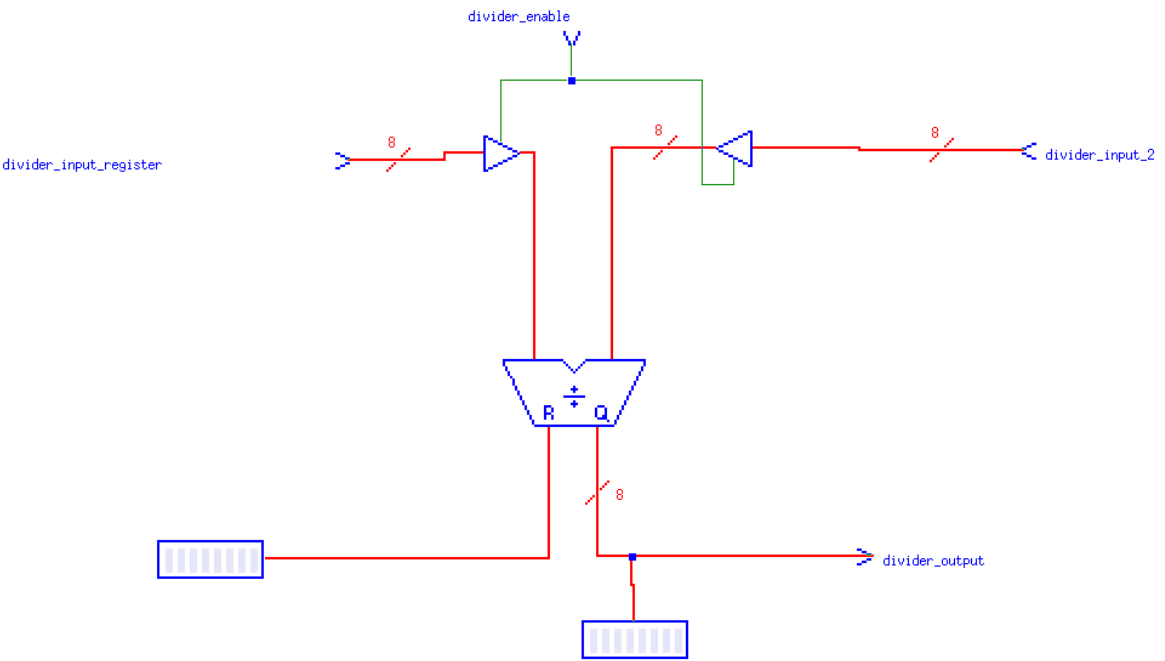 divider_enable
8
8
8
divider_input_register
divider_input_2
÷
R Q
8
divider_output